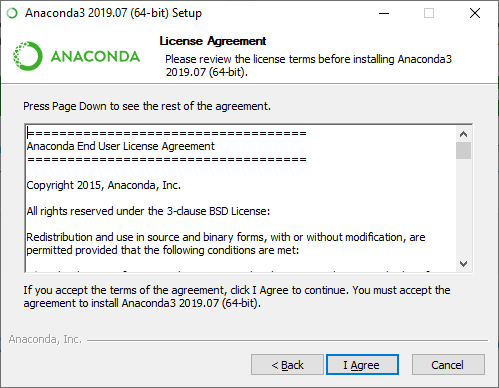 Anaconda3 2019.07 (64-bit) Setup
ANACONDA
License Agreement
Please review the license terms before installing Anaconda3
2019.07 (64-bit).
Press Page Down to see the rest of the agreement.
===================================
Anaconda End User License Agreement
===================================
Copyright 2015, Anaconda, Inc.
All rights reserved under the 3-clause BSD License:
Redistribution and use in source and binary forms, with or without modification, are
permitted provided that the following conditions are met:
If you accept the terms of the agreement, click I Agree to continue. You must accept the
agreement to install Anaconda3 2019.07 (64-bit).
Anaconda, Inc.
< Back
I Agree
Cancel